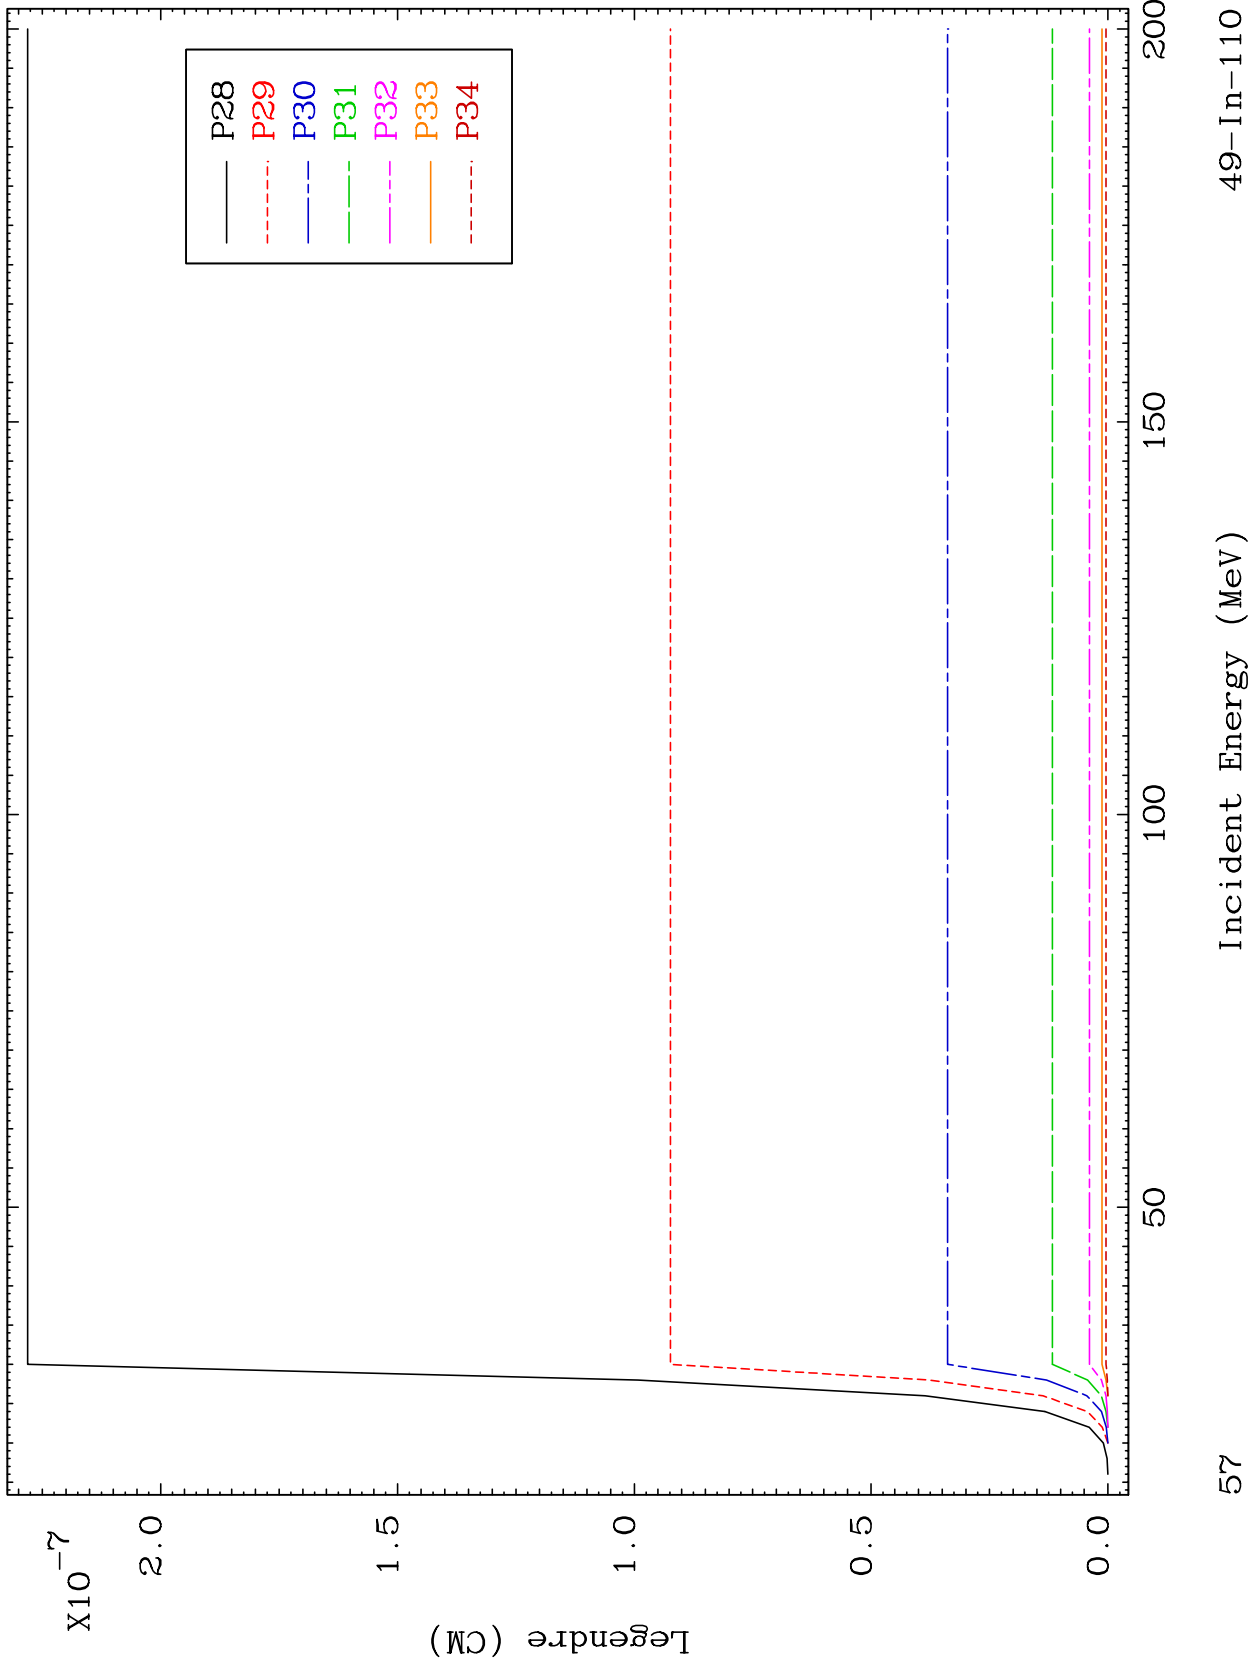 X10-7
2.0
1.5
1.0
0.5
0.0
Legendre (CM)
P28
P29
P30
P31
P32
P33
P34
50
100
150
200
Incident Energy (MeV)
57
49-In-110